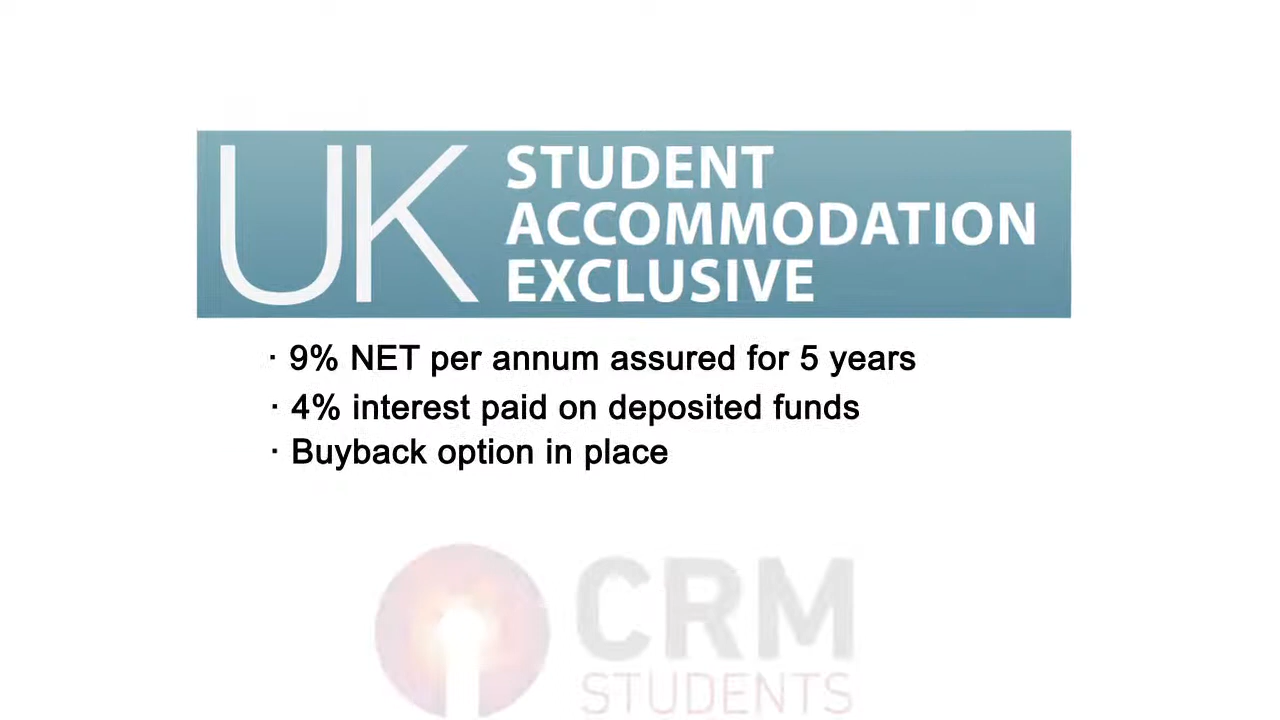 UK STUDENT
ACCOMMODATION
EXCLUSIVE
· 9% NET per annum assured for 5 years
· 4% interest paid on deposited funds
· Buyback option in place
CRM
STUDENTS